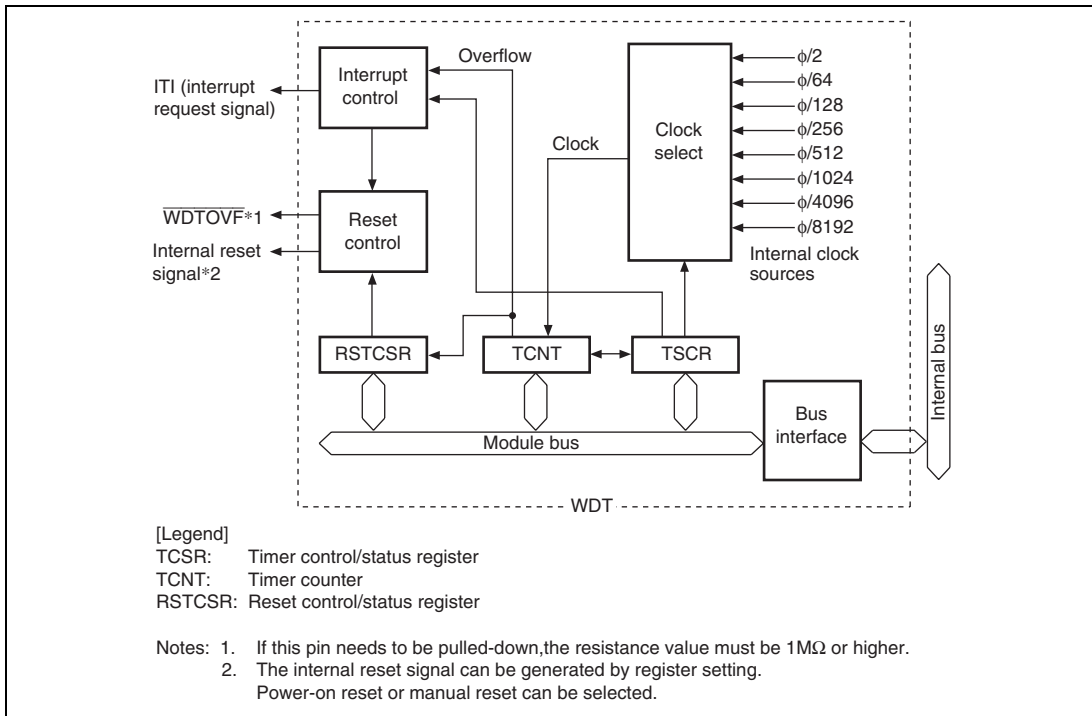 Overflow
Interrupt
control
ITI (interrupt
request signal)
Clock
Clock
select
ϕ/2
ϕ/64
ϕ/128
ϕ/256
ϕ/512
ϕ/1024
ϕ/4096
ϕ/8192
Internal clock
sources
WDTOVF*1
Internal reset
signal*2
Reset
control
RSTCSR
TCNT
TSCR
Module bus
Bus
interface
Internal bus
WDT
[Legend]
TCSR: Timer control/status register
TCNT: Timer counter
RSTCSR: Reset control/status register
Notes: 1. If this pin needs to be pulled-down,the resistance value must be 1MΩ or higher.
2. The internal reset signal can be generated by register setting.
Power-on reset or manual reset can be selected.